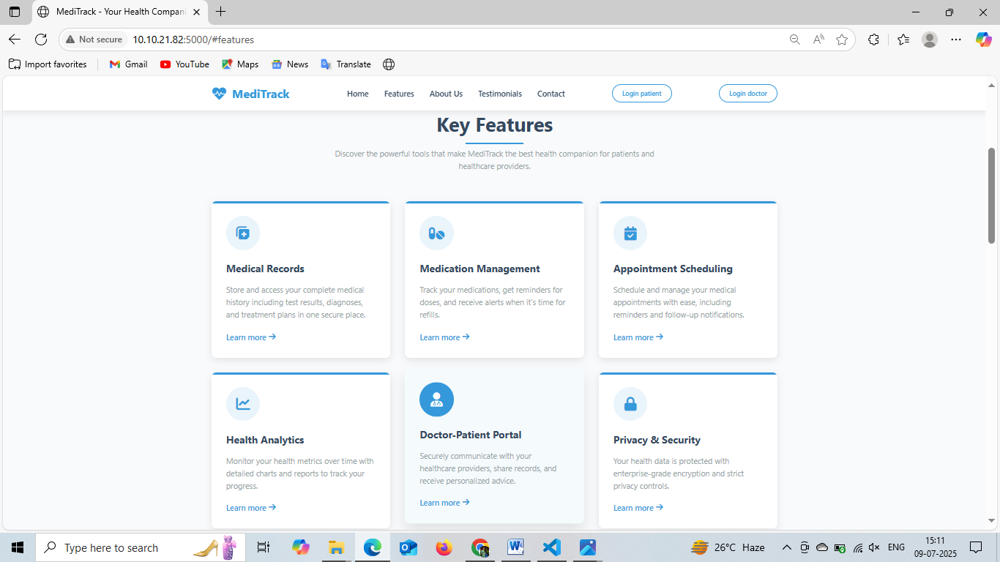 MediTrack - Your Health Compani
Not secure
10.10.21.82:5000/#features
Import favorites
Gmail
YouTube
Maps
News
Translate
MediTrack
Home
Features
About Us
Testimonials
Contact
Login patient
Login doctor
Key Features
Discover the powerful tools that make MediTrack the best health companion for patients and
healthcare providers.
Medical Records
Store and access your complete medical
history including test results, diagnoses,
and treatment plans in one secure place.
Learn more →
Medication Management
Track your medications, get reminders for
doses, and receive alerts when it's time for
refills.
Learn more →
Appointment Scheduling
Schedule and manage your medical
appointments with ease, including
reminders and follow-up notifications.
Learn more →
Health Analytics
Monitor your health metrics over time with
detailed charts and reports to track your
progress.
Learn more →
Doctor-Patient Portal
Securely communicate with your
healthcare providers, share records, and
receive personalized advice.
Learn more →
Privacy & Security
Your health data is protected with
enterprise-grade encryption and strict
privacy controls.
Learn more →
Type here to search
26°C Haze
ENG
15:11
09-07-2025